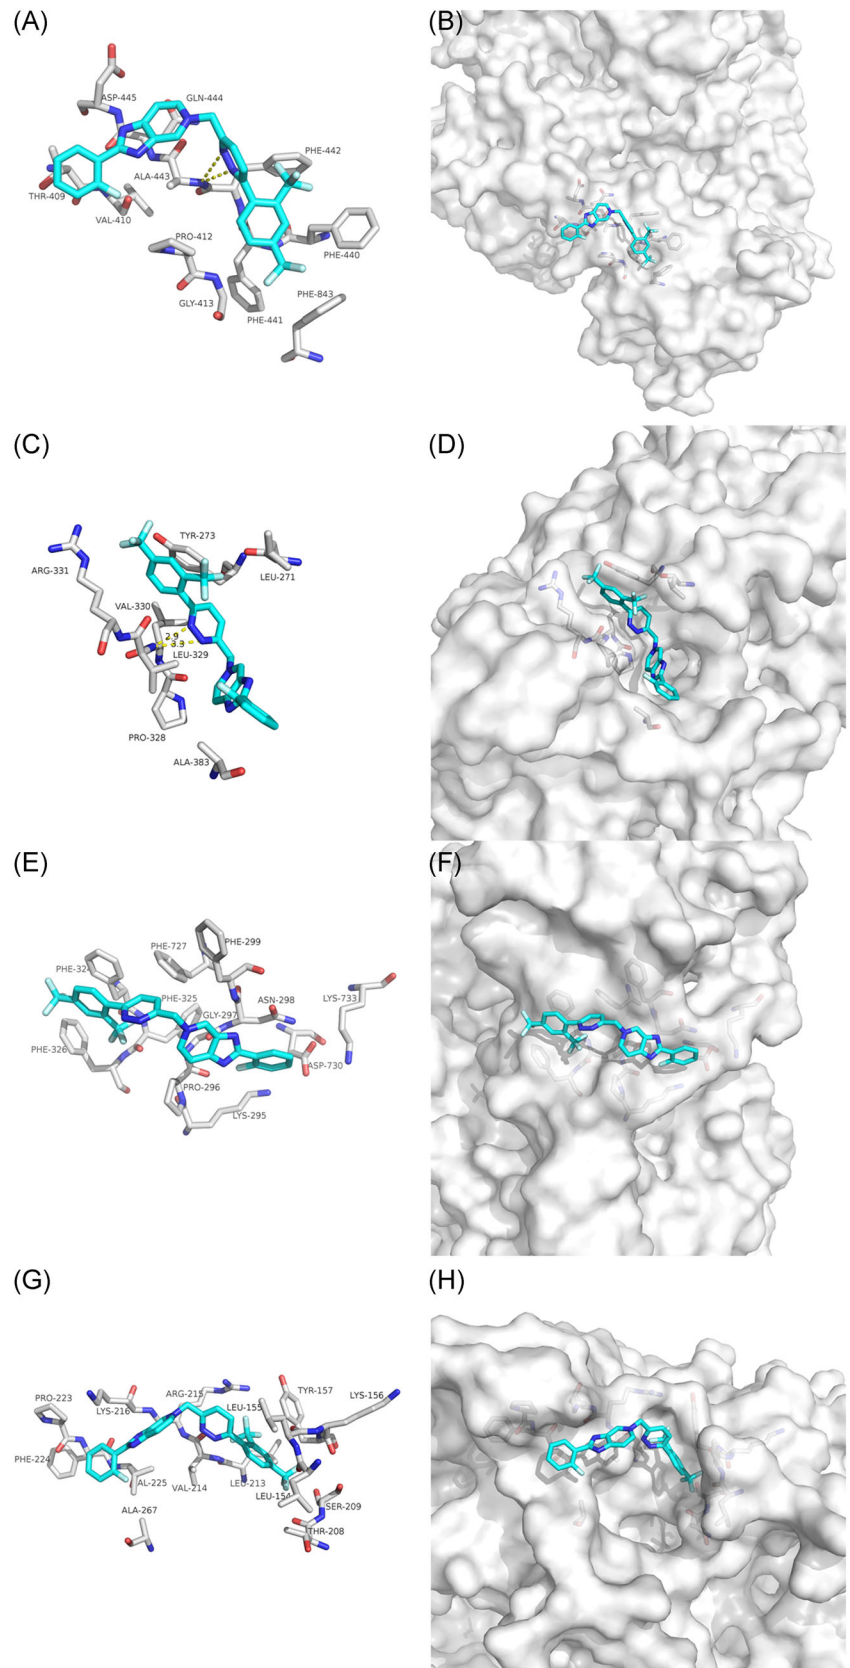 (A)
(B)
ASP-445
GLN-444
PHE-442
ALA-443
THR-409
VAL-410
PRO-412
PHE-440
GLY-413
PHE-441
PHE-843
(C)
(D)
TYR-273
ARG-331
LEU-271
VAL-330
2.9
3.3
LEU-329
PRO-328
ALA-383
(E)
(F)
PHE-727
PHE-299
PHE-32
PHE-325
ASN-298
LYS-733
GLY-297
PHE-326
ASP-730
PRO-296
LYS-295
(G)
(H)
PRO-223
ARG-215
TYR-157
LYS-156
LYS-216
LEU-155
PHE-224
AL-225
VAL-214
LEU-213
LEU-154
SER-209
ALA-267
THR-208